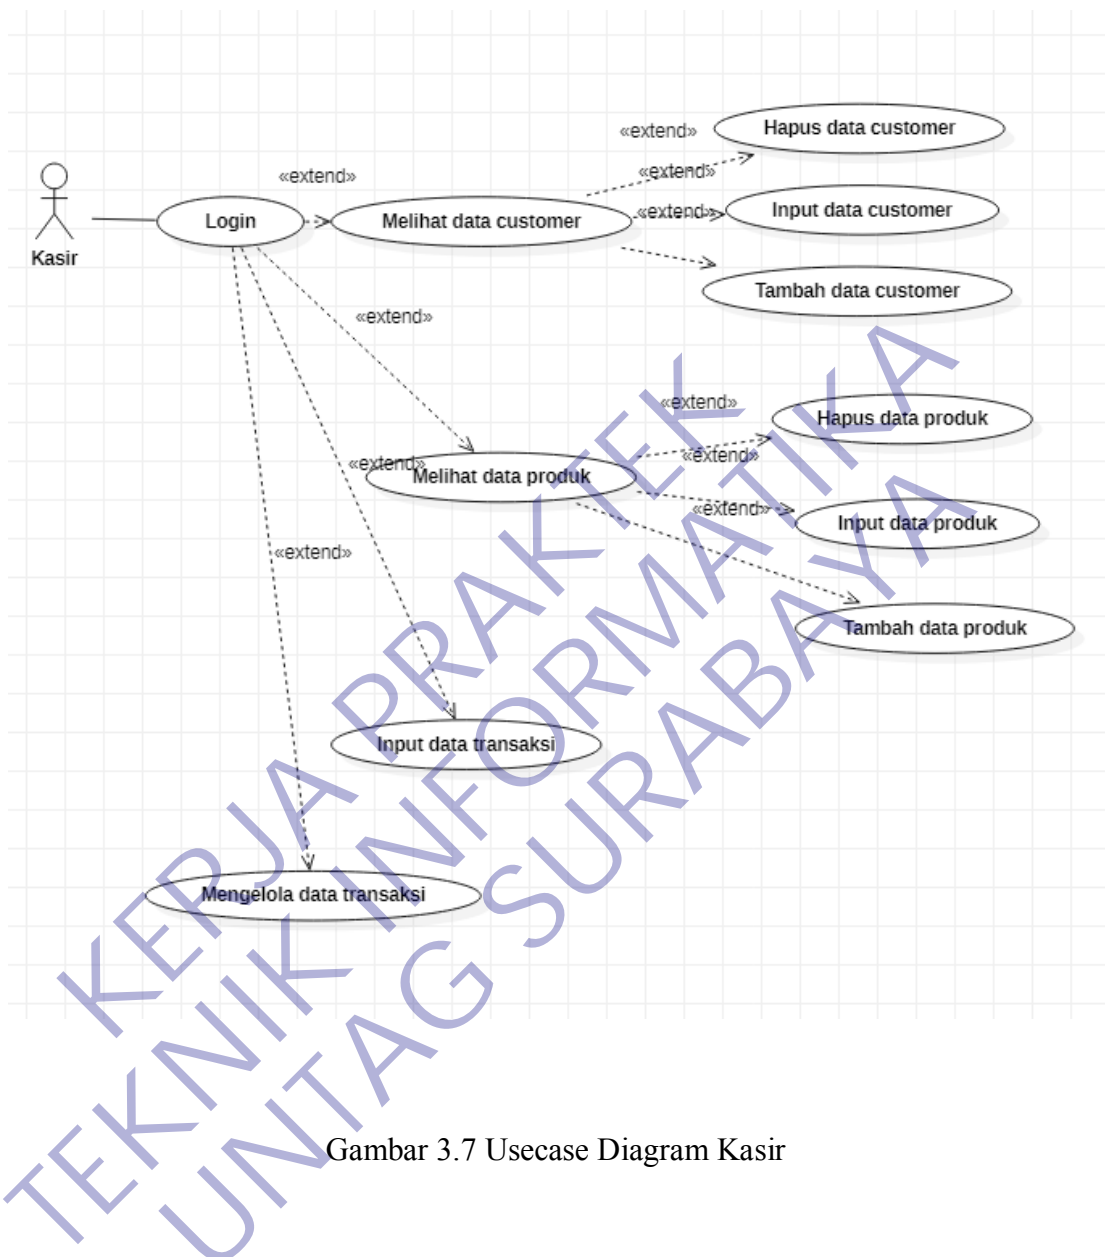 «extend»
Hapus data customer
«extend»
«extend»
Login
Melihat data customer
«extend»
Input data customer
Kasir
Tambah data customer
«extend»
«extend»
Hapus data produk
«extend»
«extend»
Melihat data produk
«extend»
Input data produk
«extend»
Tambah data produk
Input data transaksi
Mengelola data transaksi
KERJA PRAKTEK
TEKNIK INFORMATIKA
UNTAG SURABAYA
Gambar 3.7 Usecase Diagram Kasir